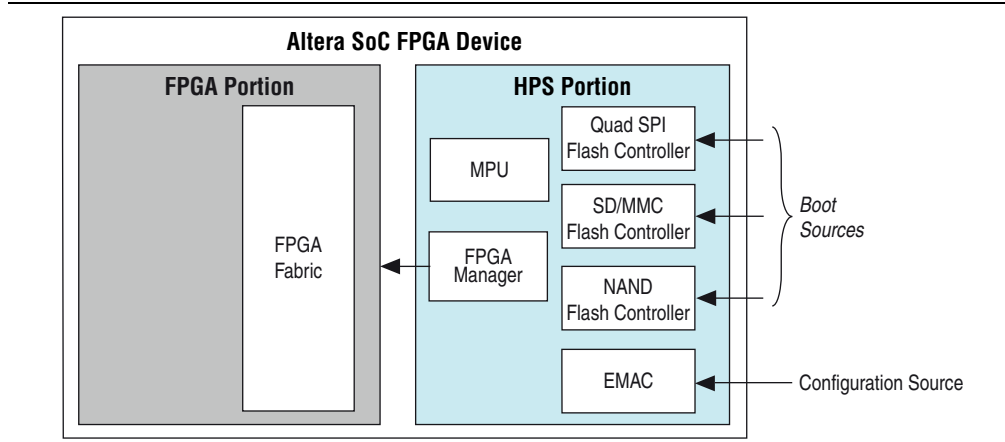 Altera SoC FPGA Device
FPGA Portion
HPS Portion
FPGA
Fabric
MPU
FPGA
Manager
Quad SPI
Flash Controller
SD/MMC
Flash Controller
NAND
Flash Controller
EMAC
Boot
Sources
Configuration Source